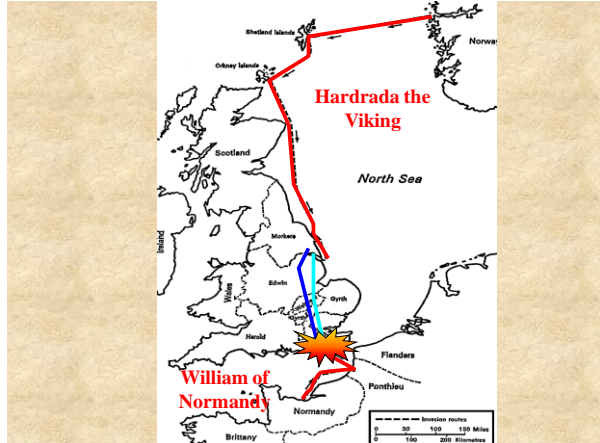 Shetland Islands
Norway
Orkney Islands
Hardrada the
Viking
Scotland
North Sea
Ireland
Morkere
Edwin
Wales
Gyrth
Harold
Flanders
William of
Normandy
Ponthieu
Normandy
Brittany
Invasion routes
0 50 100 150 Miles
0 100 200 Kilometres